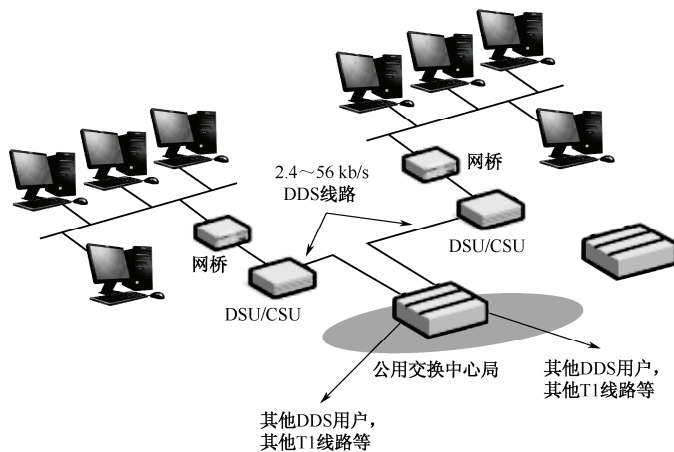 网桥
2.4～56 kb/s
DDS线路
DSU/CSU
网桥
DSU/CSU
公用交换中心局
其他DDS用户，
其他T1线路等
其他DDS用户，
其他T1线路等